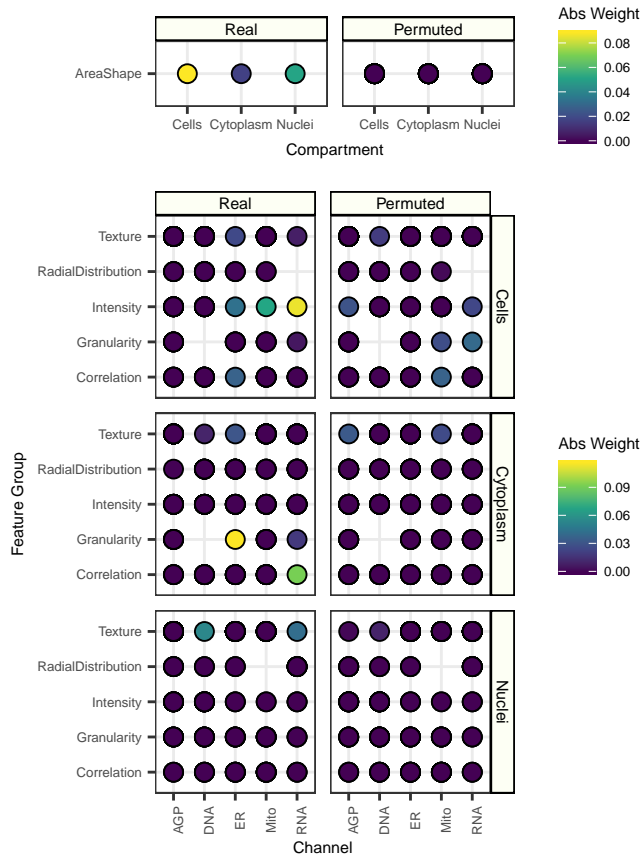 Real Permuted
AreaShape
Cells Cytoplasm Nuclei Cells Cytoplasm Nuclei
Compartment
Abs Weight
0.08
0.06
0.04
0.02
0.00
Real Permuted
Texture
RadialDistribution
Intensity
Granularity
Correlation
Cells
Texture
RadialDistribution
Intensity
Granularity
Correlation
Cytoplasm
Texture
RadialDistribution
Intensity
Granularity
Correlation
Nuclei
Feature Group
AGP DNA ER Mito RNA AGP DNA ER Mito RNA
Channel
Abs Weight
0.09
0.06
0.03
0.00